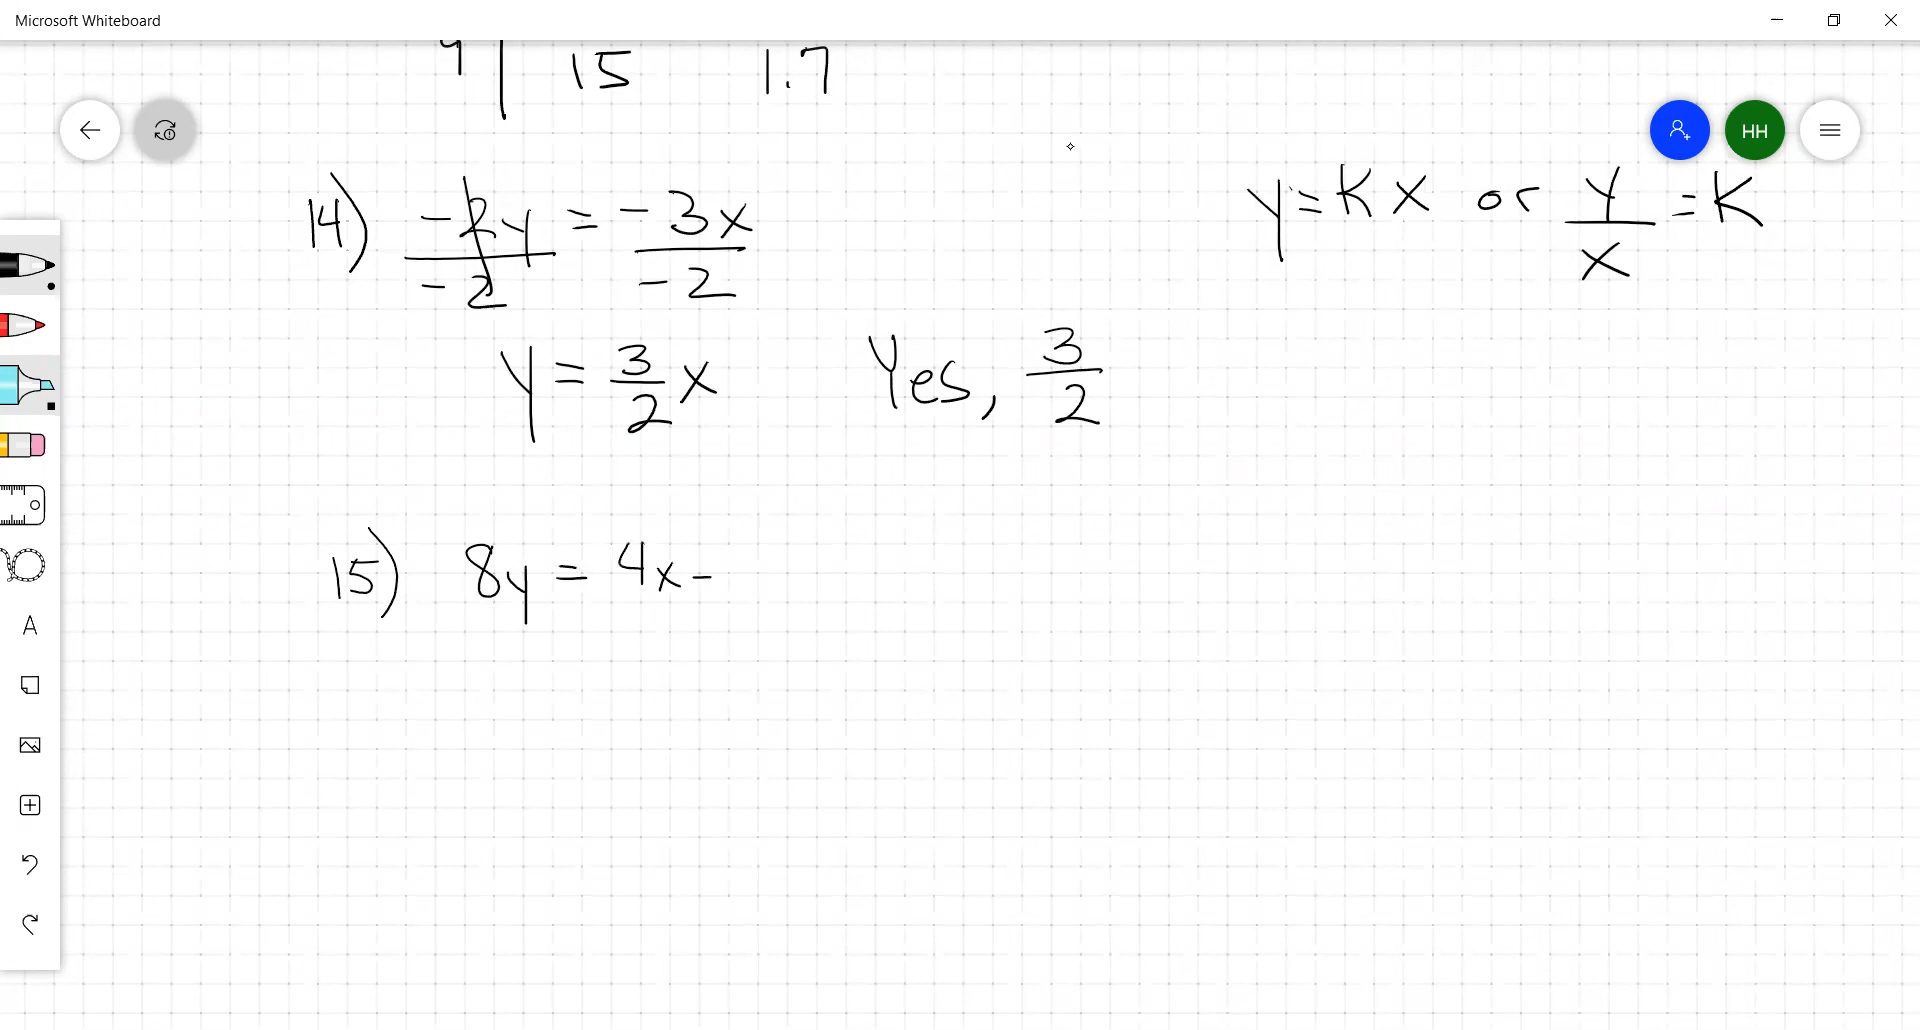 Microsoft Whiteboard
9 | 15 1.7
HH
14) -2y/-2 = -3x/-2
y = K x or y/x = K
y = 3/2 x Yes, 3/2
15) 8y = 4x -
A